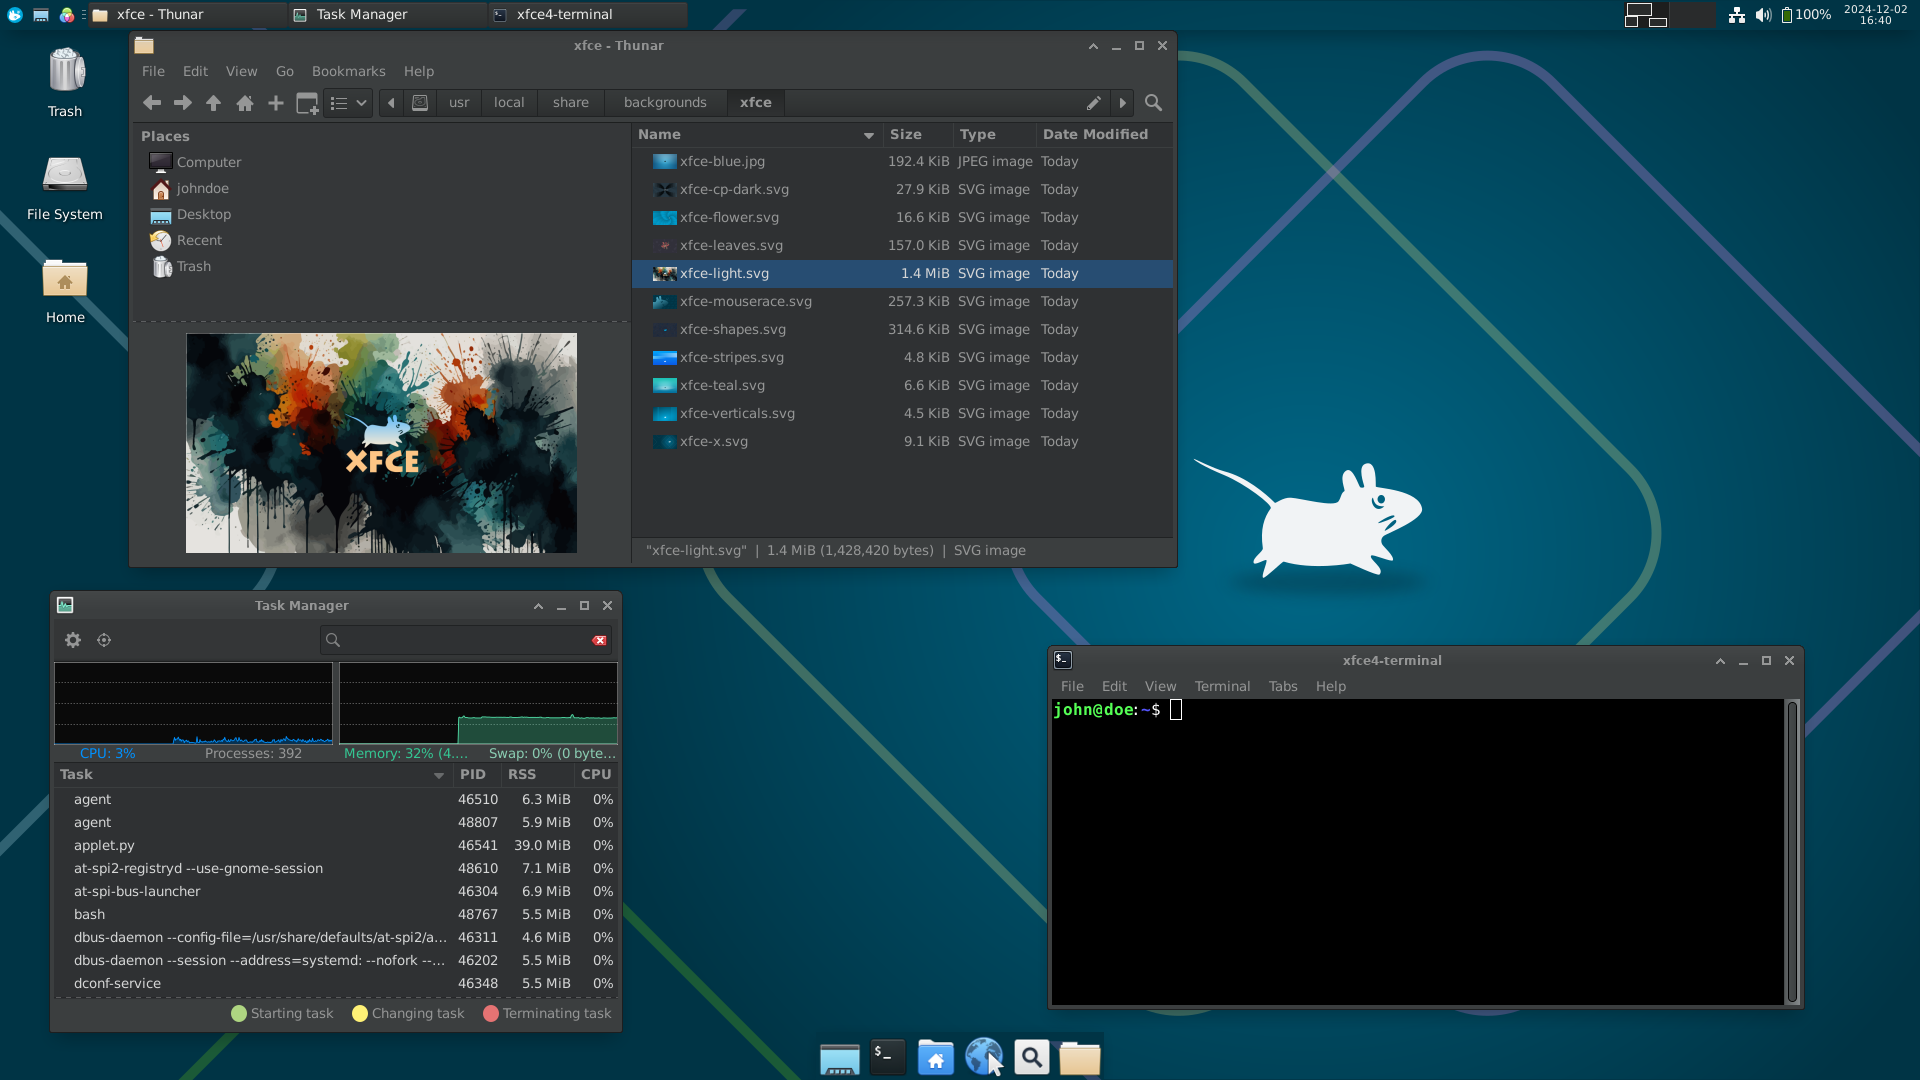 xfce - Thunar
Task Manager
xfce4-terminal
100%
2024-12-02
16:40
Trash
File System
Home
xfce - Thunar
File Edit View Go Bookmarks Help
usr local share backgrounds xfce
Places
Computer
johndoe
Desktop
Recent
Trash
XFCE
Name Size Type Date Modified
xfce-blue.jpg 192.4 KiB JPEG image Today
xfce-cp-dark.svg 27.9 KiB SVG image Today
xfce-flower.svg 16.6 KiB SVG image Today
xfce-leaves.svg 157.0 KiB SVG image Today
xfce-light.svg 1.4 MiB SVG image Today
xfce-mouserace.svg 257.3 KiB SVG image Today
xfce-shapes.svg 314.6 KiB SVG image Today
xfce-stripes.svg 4.8 KiB SVG image Today
xfce-teal.svg 6.6 KiB SVG image Today
xfce-verticals.svg 4.5 KiB SVG image Today
xfce-x.svg 9.1 KiB SVG image Today
"xfce-light.svg" | 1.4 MiB (1,428,420 bytes) | SVG image
Task Manager
CPU: 3% Processes: 392 Memory: 32% (4.... Swap: 0% (0 byte...
Task PID RSS CPU
agent 46510 6.3 MiB 0%
agent 48807 5.9 MiB 0%
applet.py 46541 39.0 MiB 0%
at-spi2-registryd --use-gnome-session 48610 7.1 MiB 0%
at-spi-bus-launcher 46304 6.9 MiB 0%
bash 48767 5.5 MiB 0%
dbus-daemon --config-file=/usr/share/defaults/at-spi2/a... 46311 4.6 MiB 0%
dbus-daemon --session --address=systemd: --nofork --... 46202 5.5 MiB 0%
dconf-service 46348 5.5 MiB 0%
Starting task Changing task Terminating task
xfce4-terminal
File Edit View Terminal Tabs Help
john@doe:~$
$_